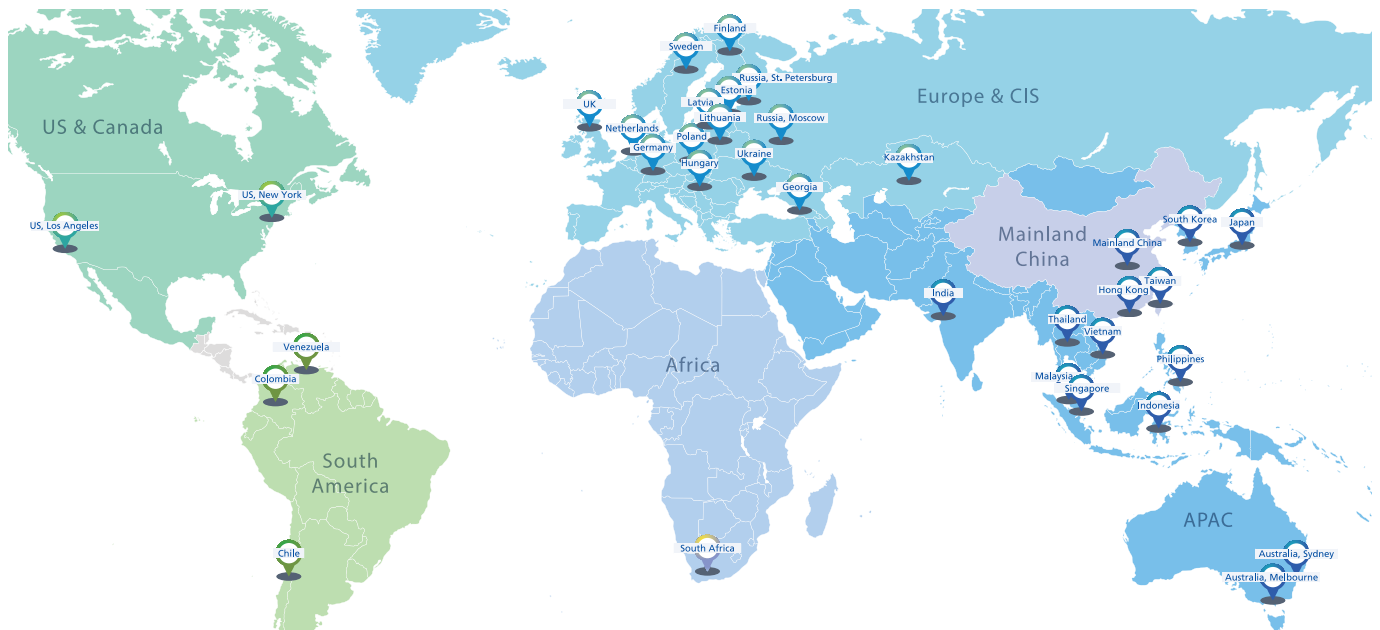 Finland
Sweden
Russia, St. Petersburg
Estonia
UK
Latvia
Europe & CIS
Lithuania
Russia, Moscow
US & Canada
Netherlands
Poland
Germany
Ukraine
Kazakhstan
Hungary
Georgia
US, New York
South Korea
Japan
US, Los Angeles
Mainland
China
Mainland China
Taiwan
Hong Kong
India
Thailand
Vietnam
Venezuela
Philippines
Africa
Colombia
Malaysia
Singapore
Indonesia
South
America
APAC
South Africa
Chile
Australia, Sydney
Australia, Melbourne